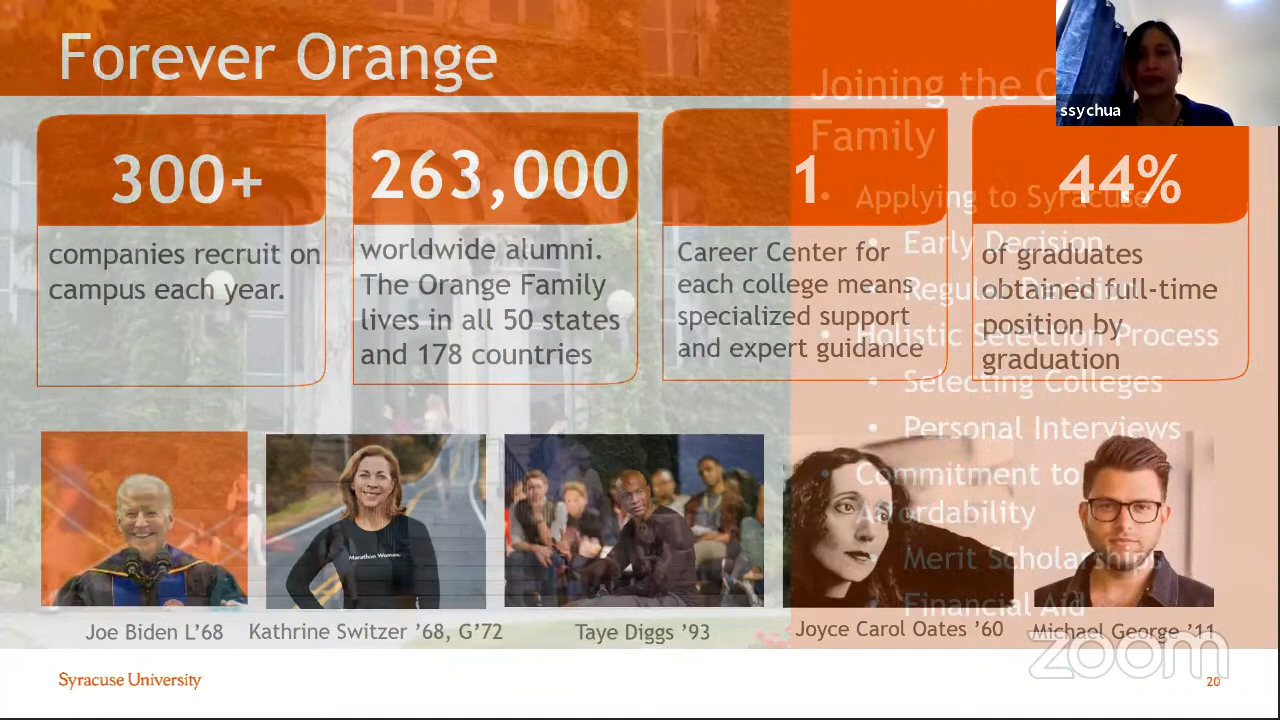 Forever Orange
ssychua
300+
companies recruit on
campus each year.
263,000
worldwide alumni.
The Orange Family
lives in all 50 states
and 178 countries
1
Career Center for
each college means
specialized support
and expert guidance
44%
of graduates
obtained full-time
position by
graduation
Joining the
Family
• Applying to Syracuse
• Early Decision
• Regular Decision
• Holistic Selection Process
• Selecting Colleges
• Personal Interviews
• Commitment to
Affordability
• Merit Scholarships
• Financial Aid
Marathon Woman
Joe Biden L’68
Kathrine Switzer ’68, G’72
Taye Diggs ’93
Joyce Carol Oates ’60
Michael George ’11
zoom
Syracuse University
20